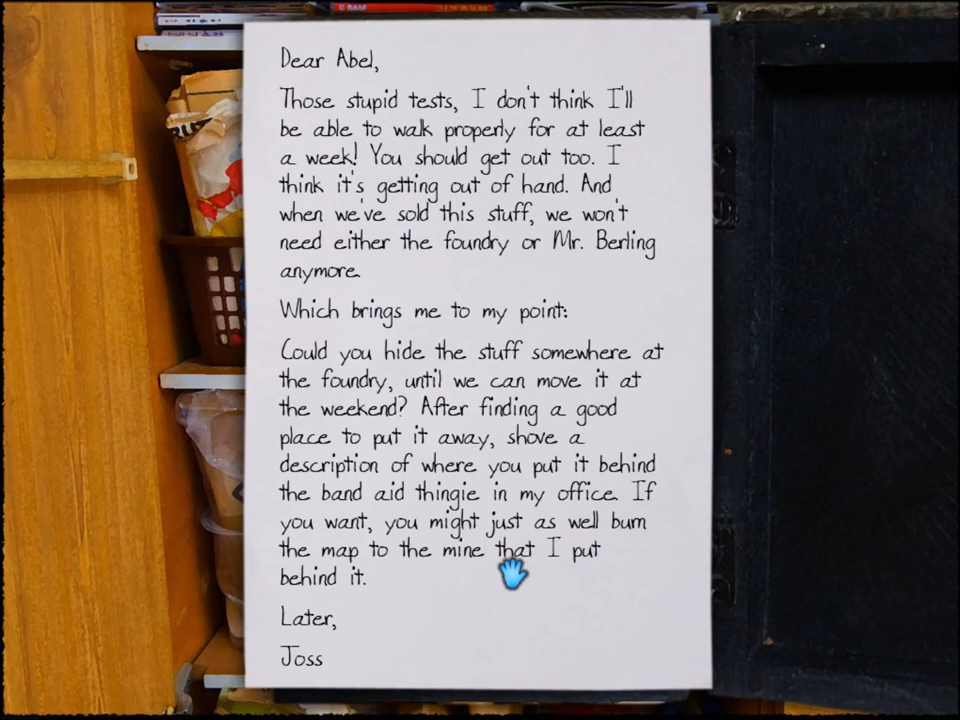 Dear Abel,
Those stupid tests, I don't think I'll
be able to walk properly for at least
a week! You should get out too. I
think it's getting out of hand. And
when we've sold this stuff, we won't
need either the foundry or Mr. Berling
anymore.
Which brings me to my point:
Could you hide the stuff somewhere at
the foundry, until we can move it at
the weekend? After finding a good
place to put it away, shove a
description of where you put it behind
the band aid thingie in my office. If
you want, you might just as well burn
the map to the mine that I put
behind it.
Later,
Joss